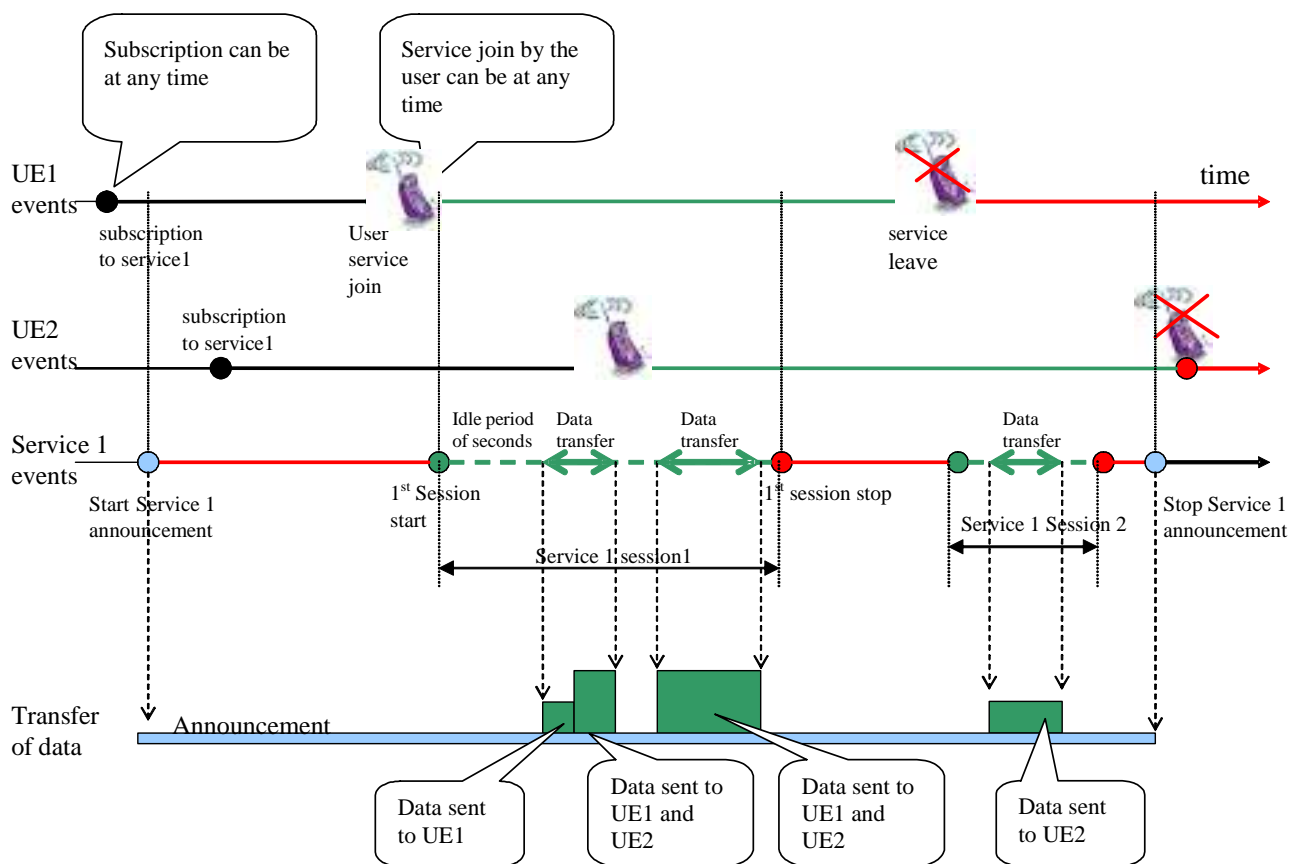 Subscription can be
at any time
Service join by the
user can be at any
time
UE1
events
time
subscription
to service1
User
service
join
service
leave
UE2
events
subscription
to service1
Service 1
events
Idle period
of seconds
Data
transfer
Data
transfer
Data
transfer
Start Service 1
announcement
1st Session
start
1st session stop
Service 1 Session 2
Stop Service 1
announcement
Service 1 session1
Transfer
of data
Announcement
Data sent
to UE1
Data sent to
UE1 and
UE2
Data sent to
UE1 and
UE2
Data sent
to UE2